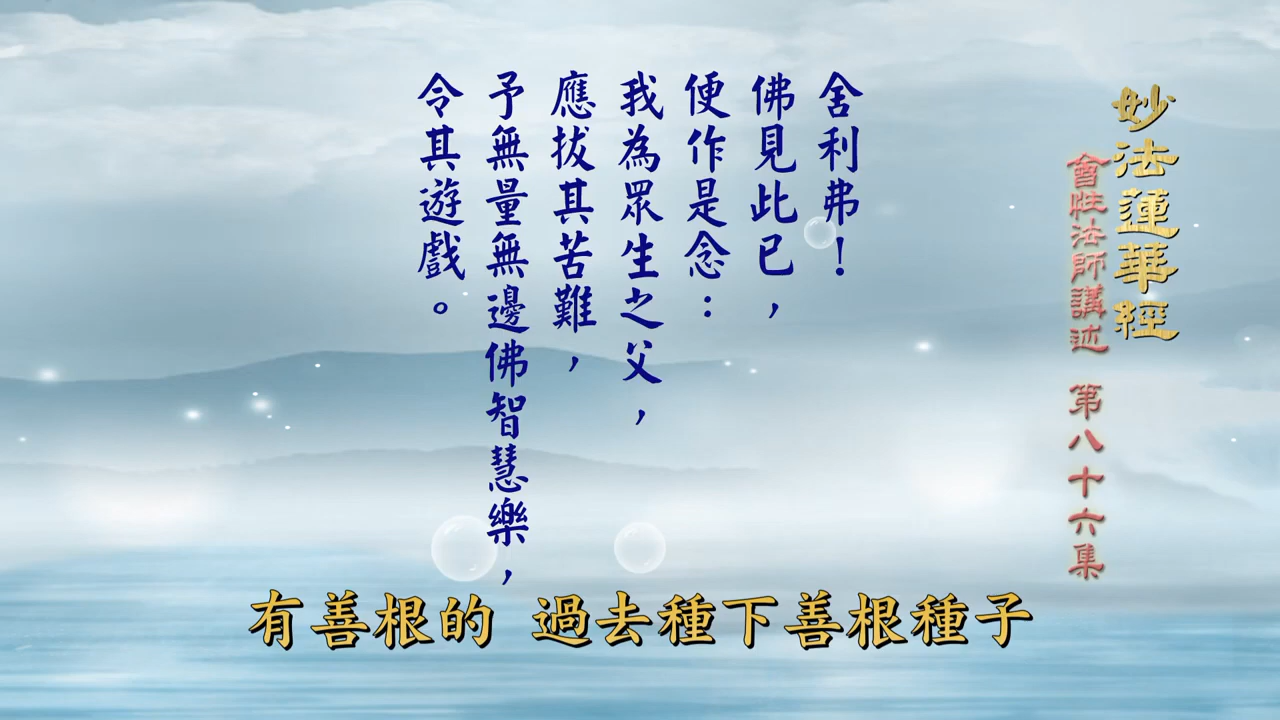 妙法蓮華經
會性法師講述 第八十六集
舍利弗！
佛見此已，
便作是念：
我為眾生之父，
應拔其苦難，
予無量無邊佛智慧樂，
令其遊戲。
有善根的 過去種下善根種子